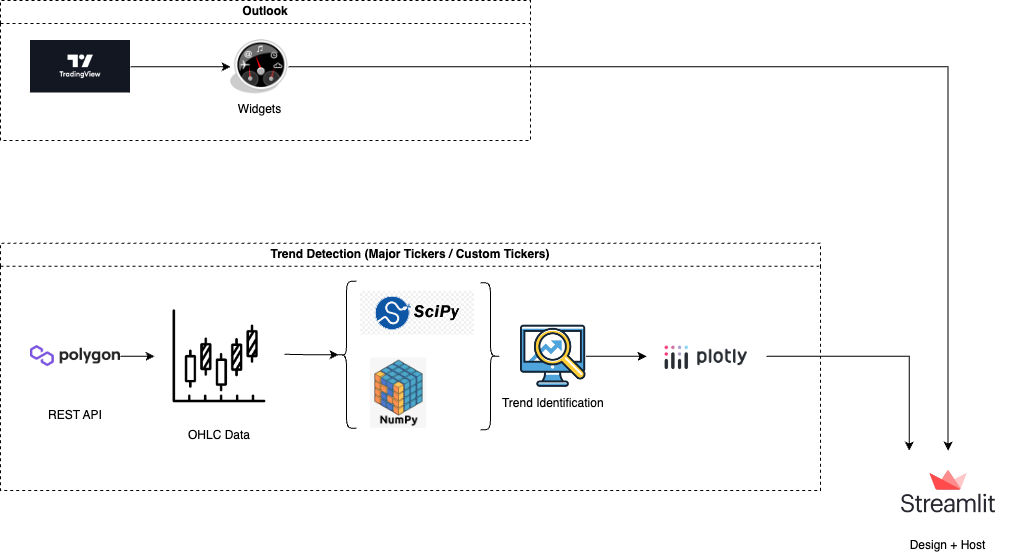 Outlook
TradingView
Widgets
Trend Detection (Major Tickers / Custom Tickers)
SciPy
polygon
plotly
NumPy
Trend Identification
REST API
OHLC Data
Streamlit
Design + Host